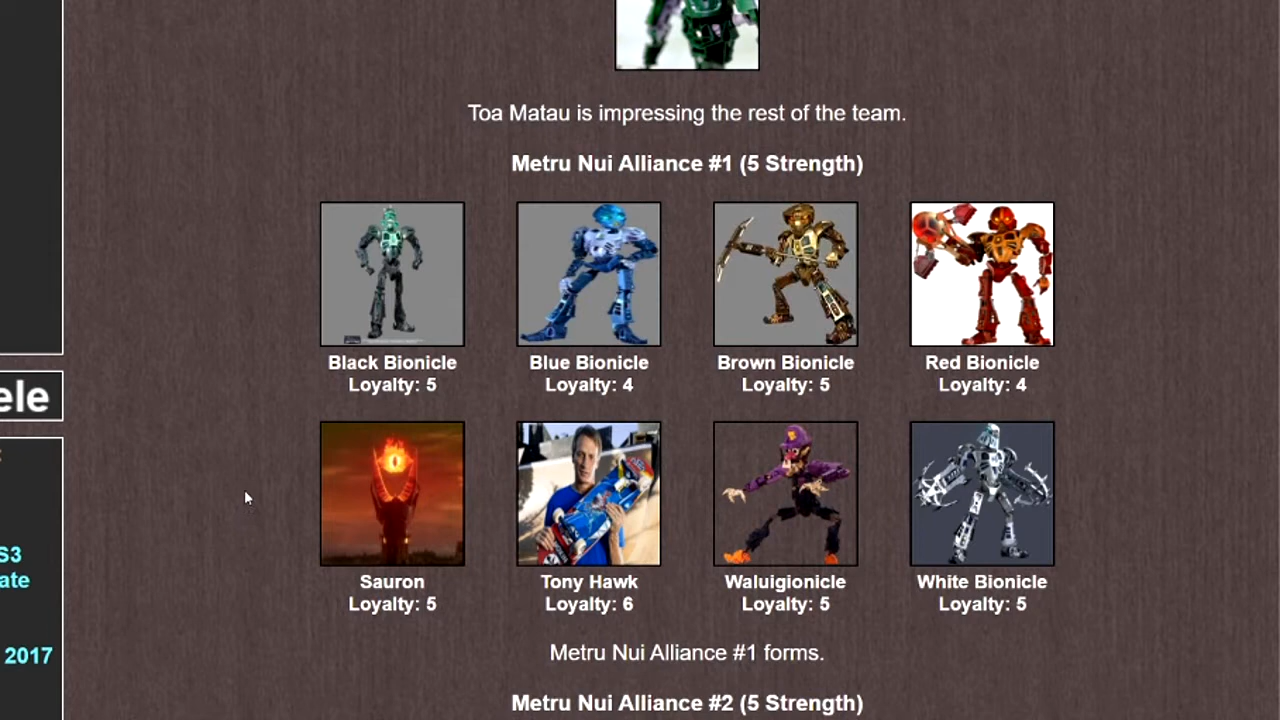 Toa Matau is impressing the rest of the team.
Metru Nui Alliance #1 (5 Strength)
Black Bionicle
Loyalty: 5
Blue Bionicle
Loyalty: 4
Brown Bionicle
Loyalty: 5
Red Bionicle
Loyalty: 4
Sauron
Loyalty: 5
Tony Hawk
Loyalty: 6
Waluigionicle
Loyalty: 5
White Bionicle
Loyalty: 5
Metru Nui Alliance #1 forms.
Metru Nui Alliance #2 (5 Strength)
ele
S3
ate
2017